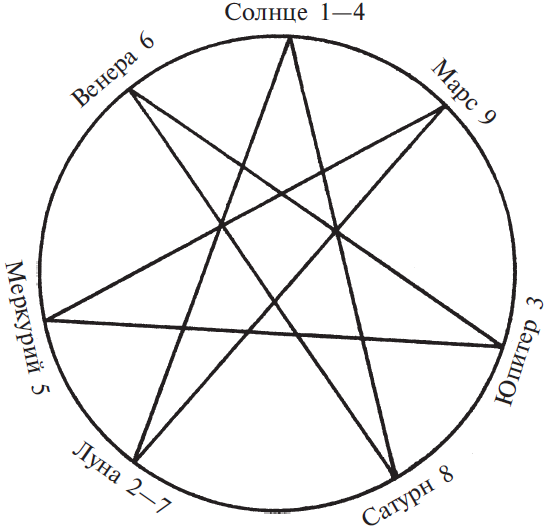 Солнце 1—4
Марс 9
Юпитер 3
Сатурн 8
Луна 2—7
Меркурий 5
Венера 6